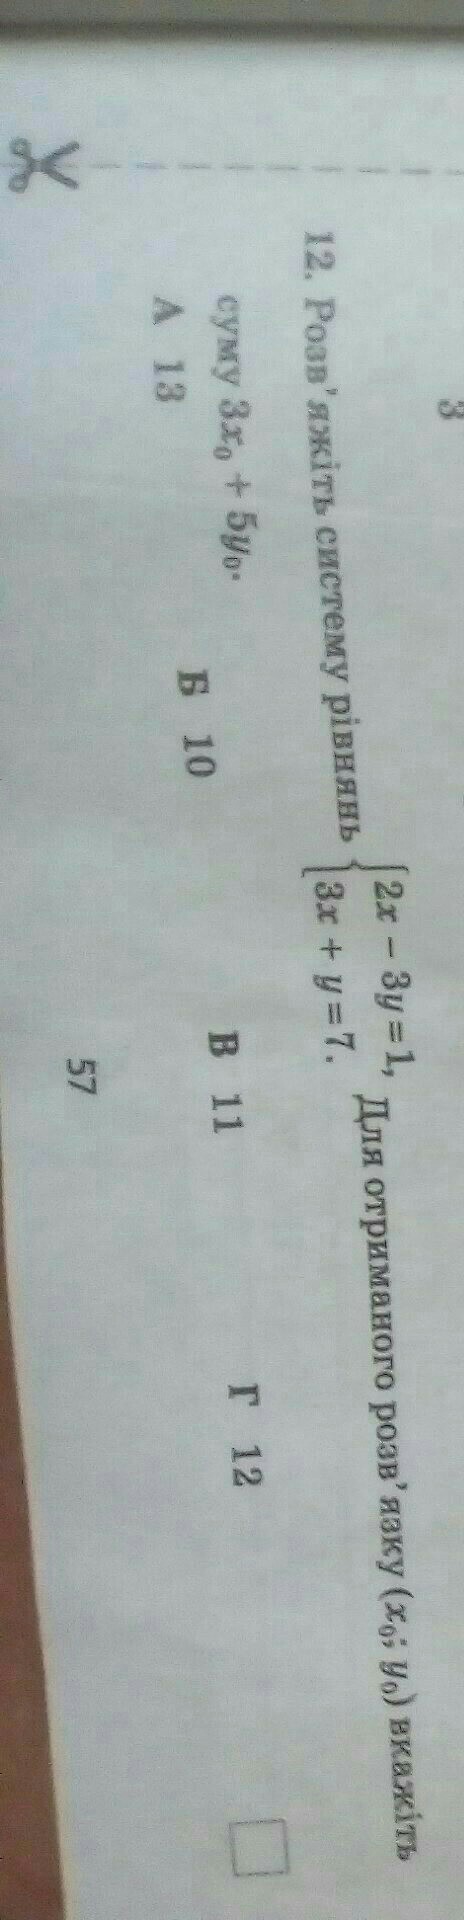 3
12. Розв'яжіть систему рівнянь { 2x − 3y = 1, 3x + y = 7. Для отриманого розв'язку (x₀; y₀) вкажіть
суму 3x₀ + 5y₀.
А 13 Б 10 В 11 Г 12
57